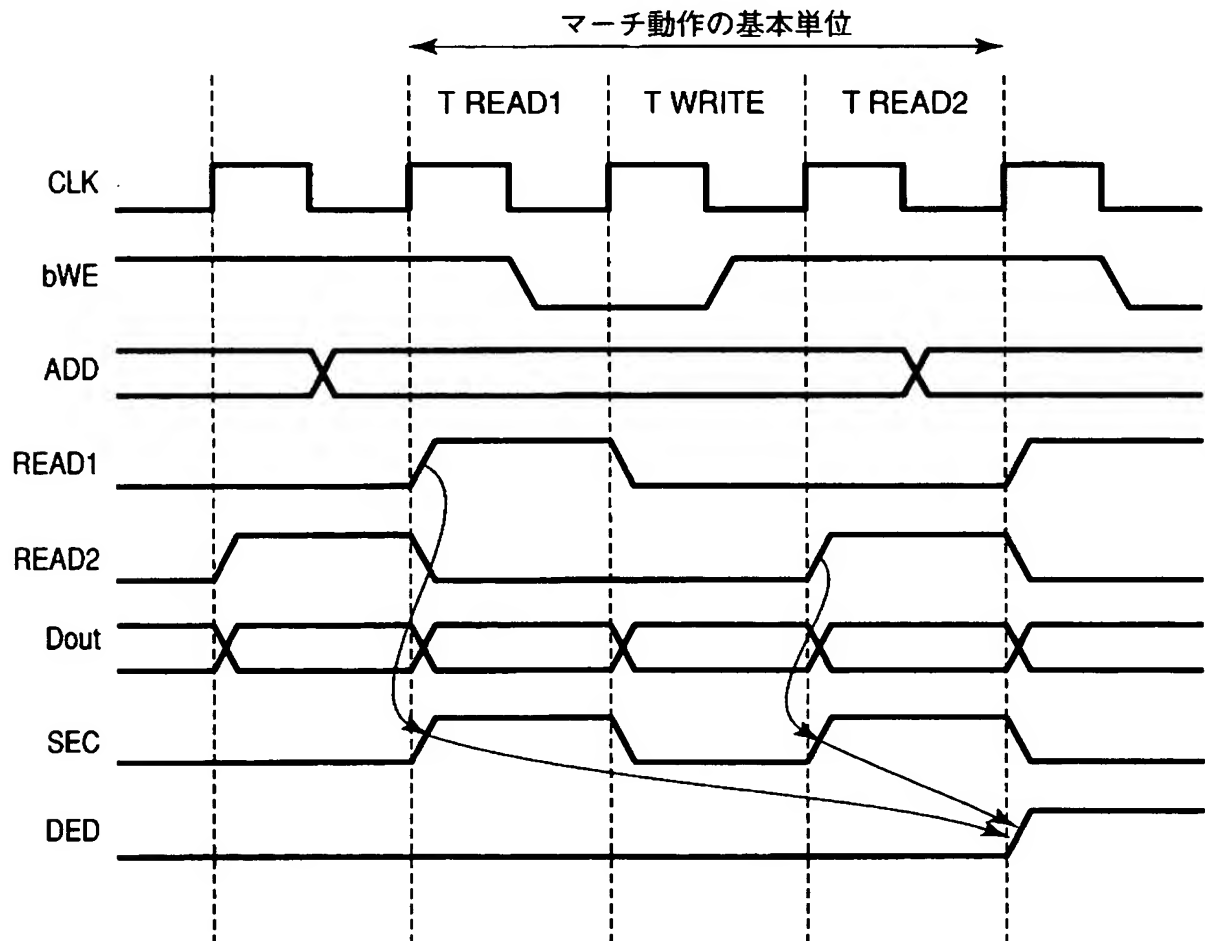 マーチ動作の基本単位
T READ1 T WRITE T READ2
CLK
bWE
ADD
READ1
READ2
Dout
SEC
DED